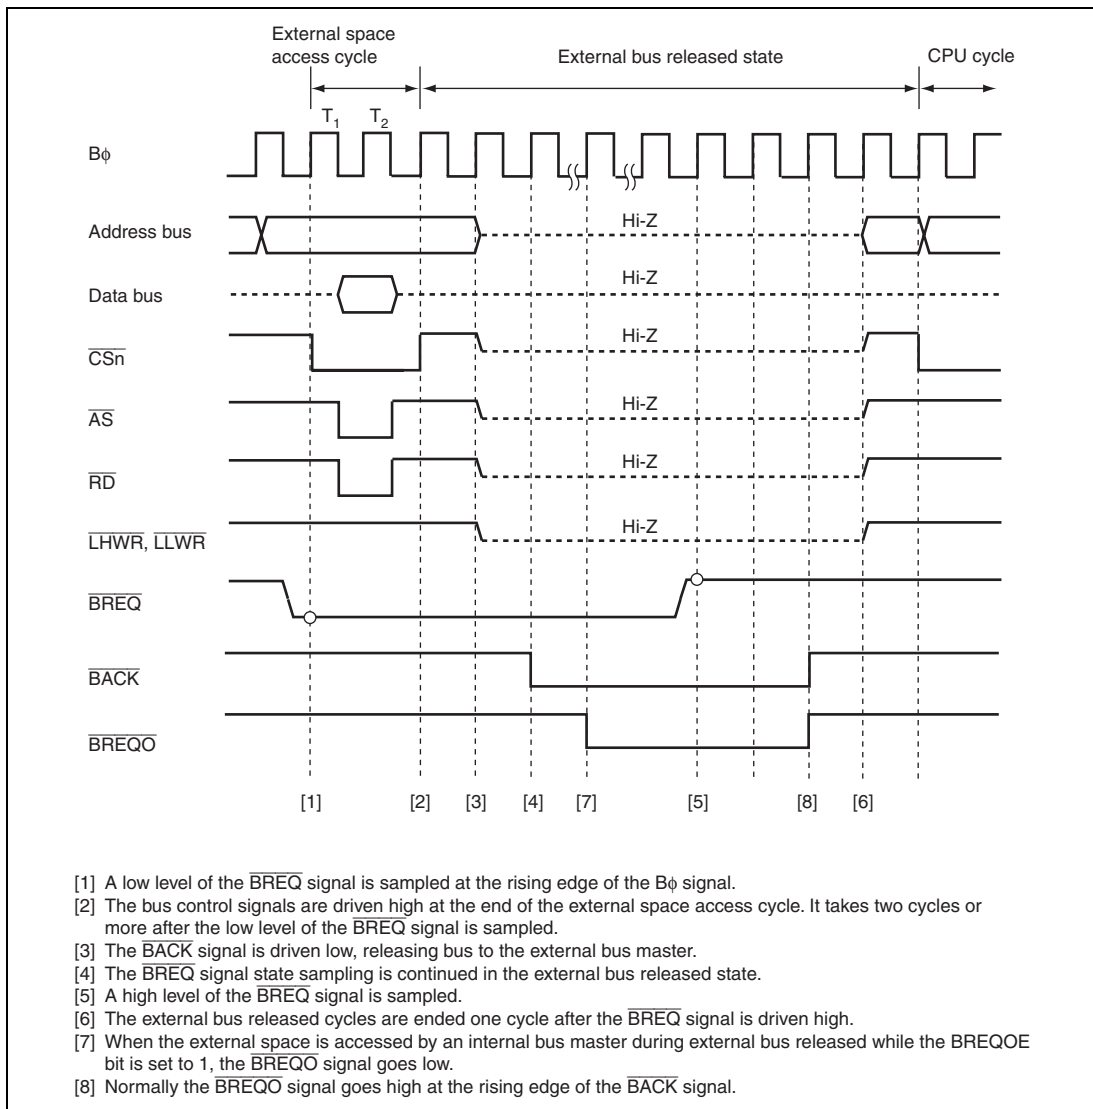 External space
access cycle
External bus released state
CPU cycle
T1
T2
Bϕ
Address bus
Hi-Z
Data bus
Hi-Z
CSn
Hi-Z
AS
Hi-Z
RD
Hi-Z
LHWR, LLWR
Hi-Z
BREQ
BACK
BREQO
[1] [2] [3] [4] [7] [5] [8] [6]
[1] A low level of the BREQ signal is sampled at the rising edge of the Bϕ signal.
[2] The bus control signals are driven high at the end of the external space access cycle. It takes two cycles or
more after the low level of the BREQ signal is sampled.
[3] The BACK signal is driven low, releasing bus to the external bus master.
[4] The BREQ signal state sampling is continued in the external bus released state.
[5] A high level of the BREQ signal is sampled.
[6] The external bus released cycles are ended one cycle after the BREQ signal is driven high.
[7] When the external space is accessed by an internal bus master during external bus released while the BREQOE
bit is set to 1, the BREQO signal goes low.
[8] Normally the BREQO signal goes high at the rising edge of the BACK signal.